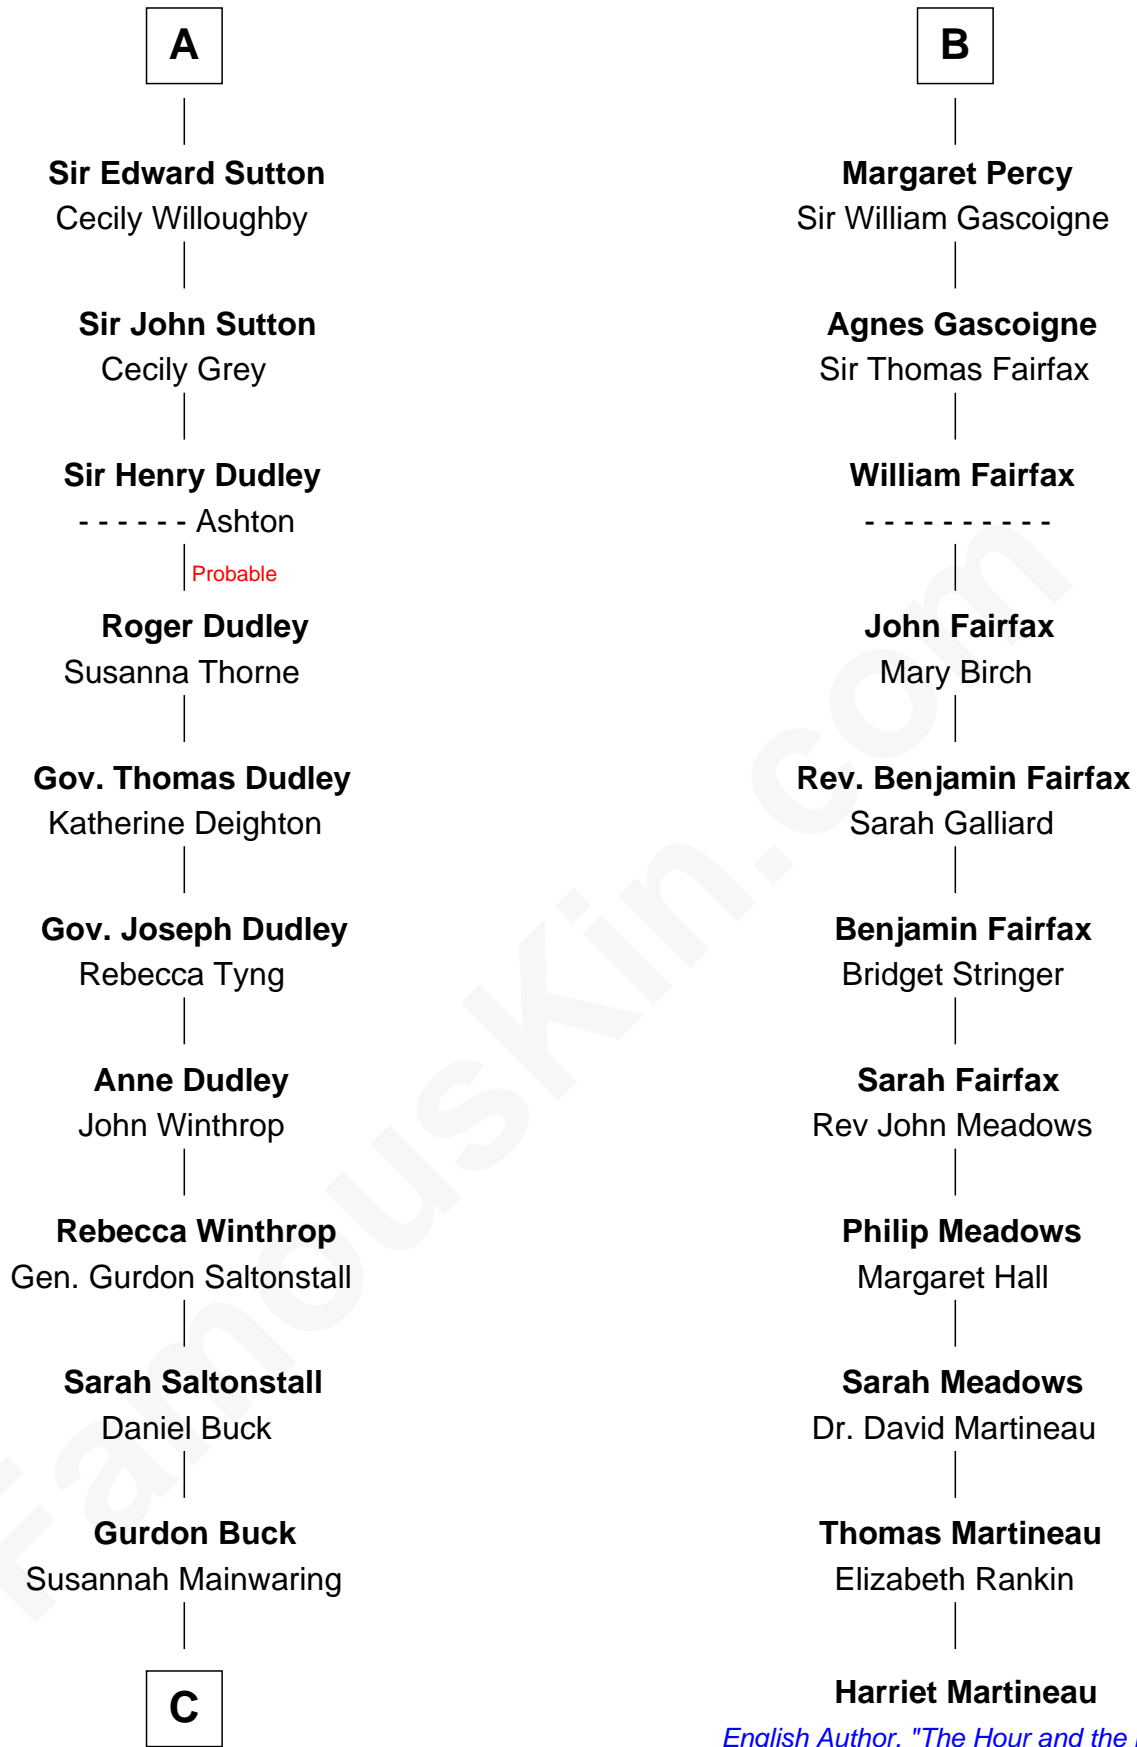 A
Sir Edward Sutton
Cecily Willoughby
Sir John Sutton
Cecily Grey
Sir Henry Dudley
- - - - - - Ashton
Probable
Roger Dudley
Susanna Thorne
Gov. Thomas Dudley
Katherine Deighton
Gov. Joseph Dudley
Rebecca Tyng
Anne Dudley
John Winthrop
Rebecca Winthrop
Gen. Gurdon Saltonstall
Sarah Saltonstall
Daniel Buck
Gurdon Buck
Susannah Mainwaring
C
B
Margaret Percy
Sir William Gascoigne
Agnes Gascoigne
Sir Thomas Fairfax
William Fairfax
- - - - - - - - - -
John Fairfax
Mary Birch
Rev. Benjamin Fairfax
Sarah Galliard
Benjamin Fairfax
Bridget Stringer
Sarah Fairfax
Rev John Meadows
Philip Meadows
Margaret Hall
Sarah Meadows
Dr. David Martineau
Thomas Martineau
Elizabeth Rankin
Harriet Martineau
English Author, "The Hour and the
FamousKin.com